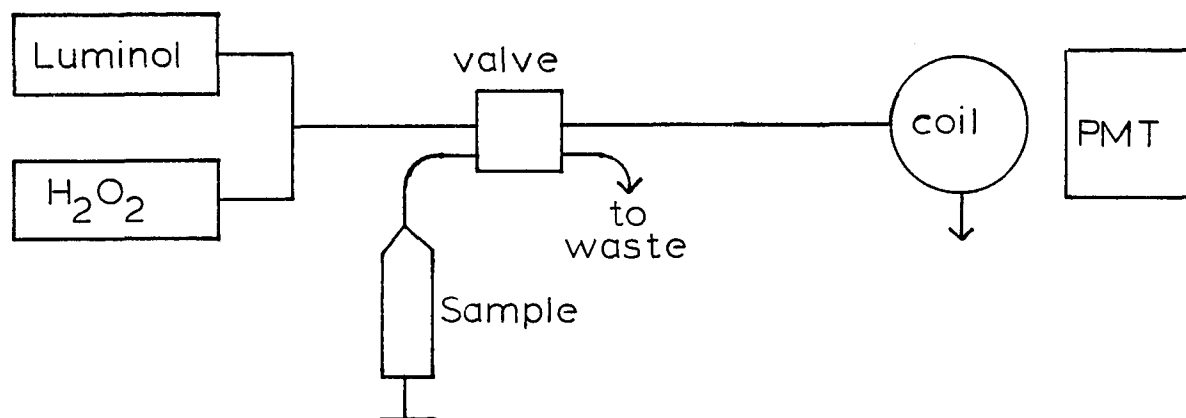 Luminol
H₂O₂
valve
coil
PMT
to
waste
Sample